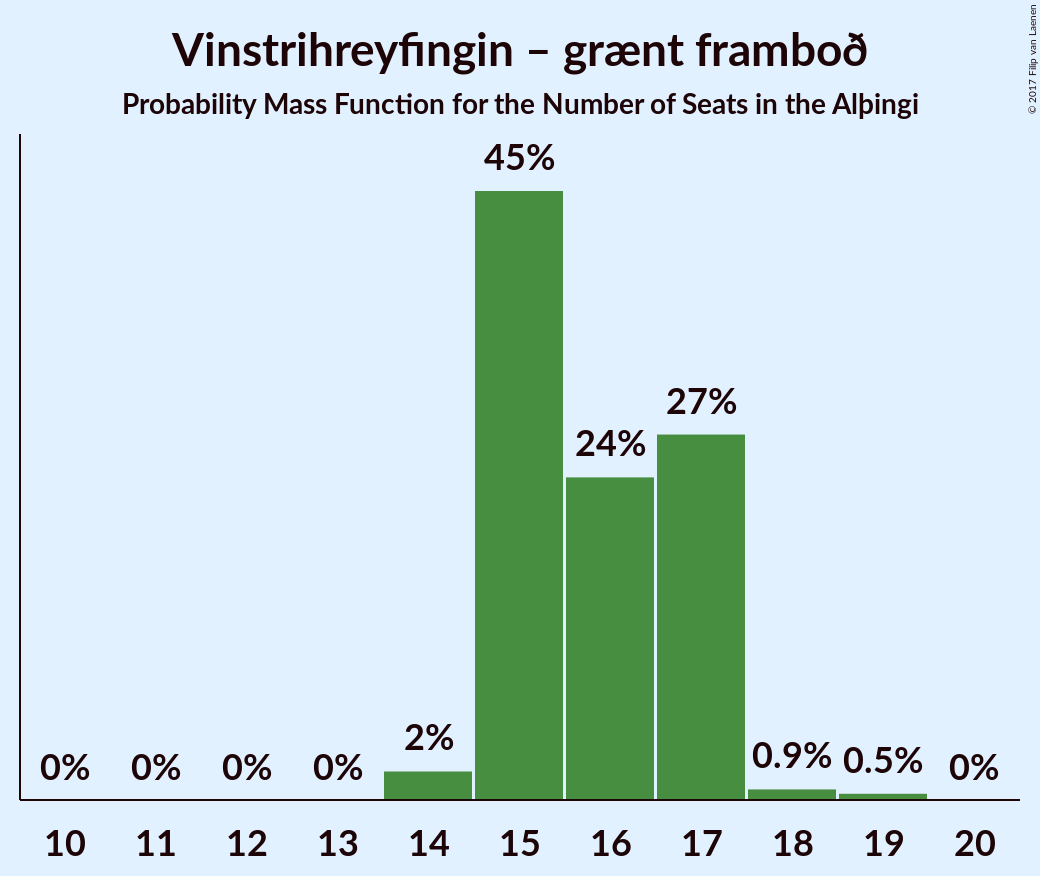 Vinstrihreyfingin – grænt framboð
Probability Mass Function for the Number of Seats in the Alþingi
© 2017 Filip van Laenen
45%
27%
24%
2%
0.9%
0.5%
0% 0% 0% 0% 0%
10 11 12 13 14 15 16 17 18 19 20